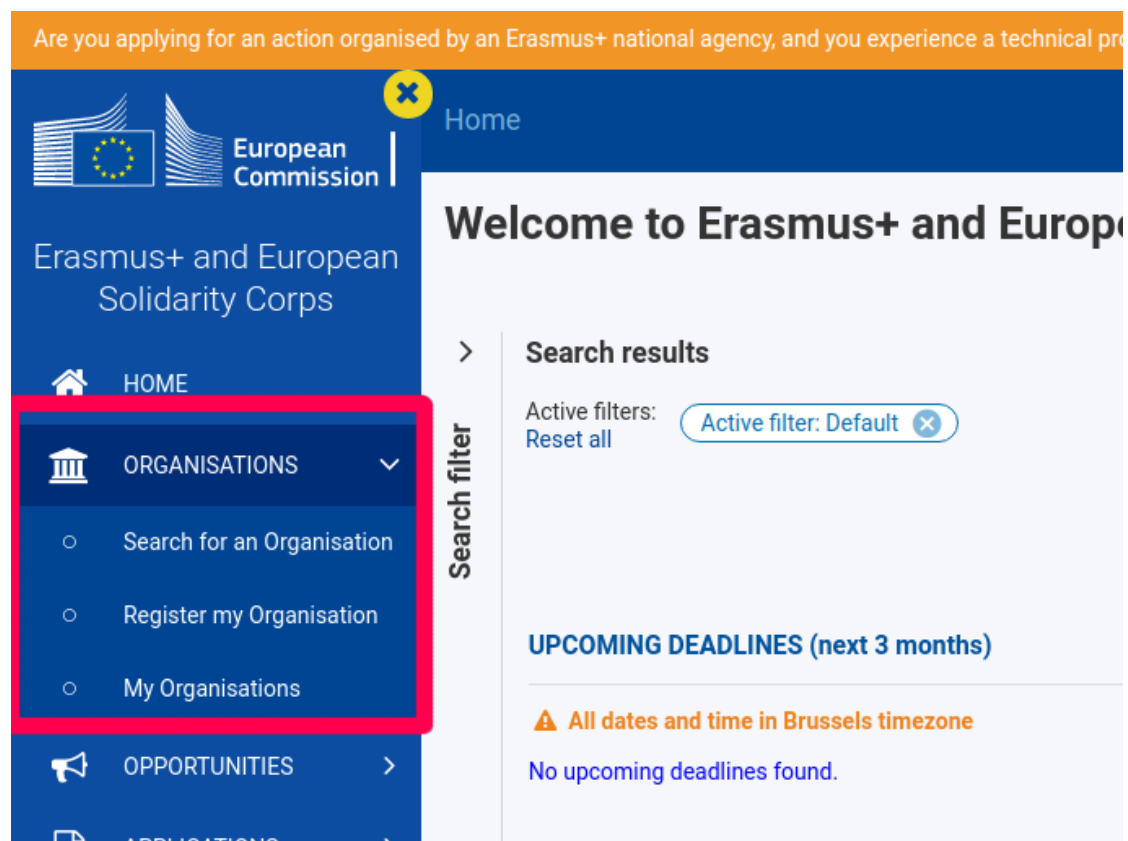 Are you applying for an action organised by an Erasmus+ national agency, and you experience a technical
European
Commission
Home
Erasmus+ and European
Solidarity Corps
Welcome to Erasmus+ and
HOME
ORGANISATIONS
Search for an Organisation
Register my Organisation
My Organisations
OPPORTUNITIES
APPLICATIONS
Search filter
Search results
Active filters:
Reset all
Active filter: Default
UPCOMING DEADLINES (next 3 months)
All dates and time in Brussels timezone
No upcoming deadlines found.